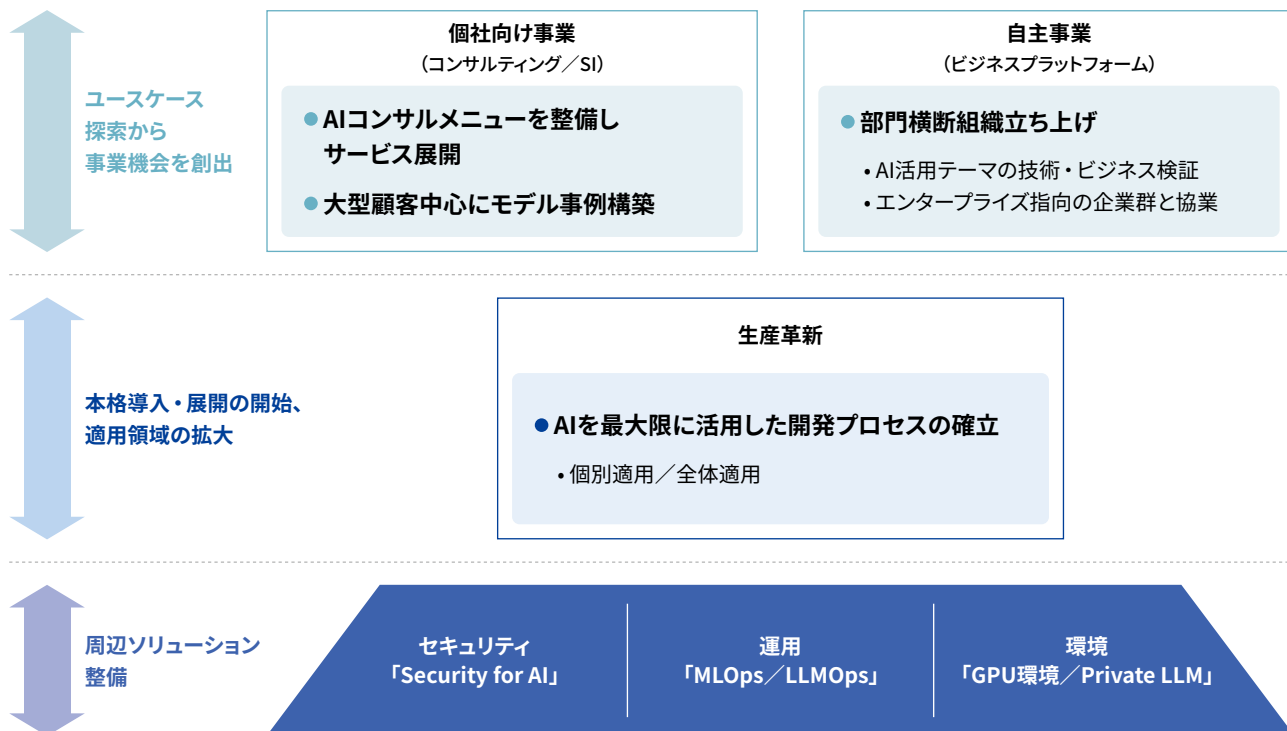 ユースケース
探索から
事業機会を創出
個社向け事業
（コンサルティング／SI）
● AIコンサルメニューを整備し
サービス展開
● 大型顧客中心にモデル事例構築
自主事業
（ビジネスプラットフォーム）
● 部門横断組織立ち上げ
• AI活用テーマの技術・ビジネス検証
• エンタープライズ指向の企業群と協業
本格導入・展開の開始、
適用領域の拡大
生産革新
● AIを最大限に活用した開発プロセスの確立
• 個別適用／全体適用
周辺ソリューション
整備
セキュリティ
「Security for AI」
運用
「MLOps／LLMOps」
環境
「GPU環境／Private LLM」